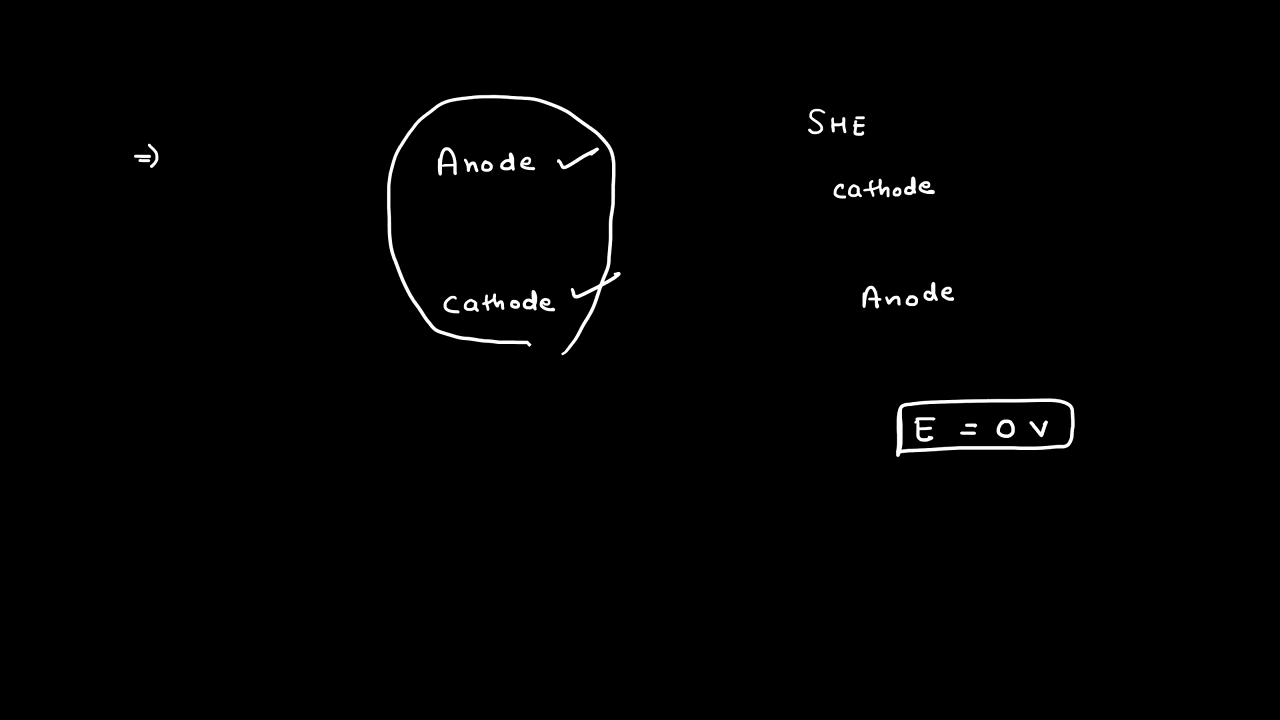 ⇒
Anode ✓
cathode ✓
SHE
cathode
Anode
E = 0 V